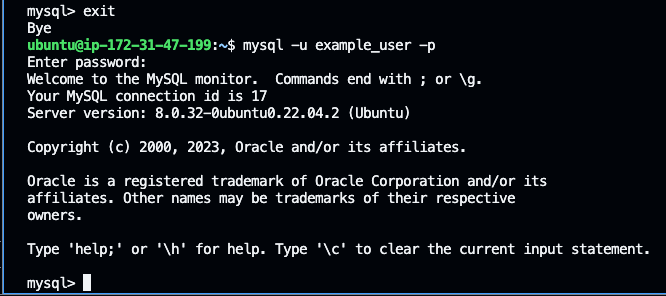 mysql> exit
Bye
ubuntu@ip-172-31-47-199:~$ mysql -u example_user -p
Enter password:
Welcome to the MySQL monitor.  Commands end with ; or \g.
Your MySQL connection id is 17
Server version: 8.0.32-0ubuntu0.22.04.2 (Ubuntu)

Copyright (c) 2000, 2023, Oracle and/or its affiliates.

Oracle is a registered trademark of Oracle Corporation and/or its
affiliates. Other names may be trademarks of their respective
owners.

Type 'help;' or '\h' for help. Type '\c' to clear the current input statement.

mysql>